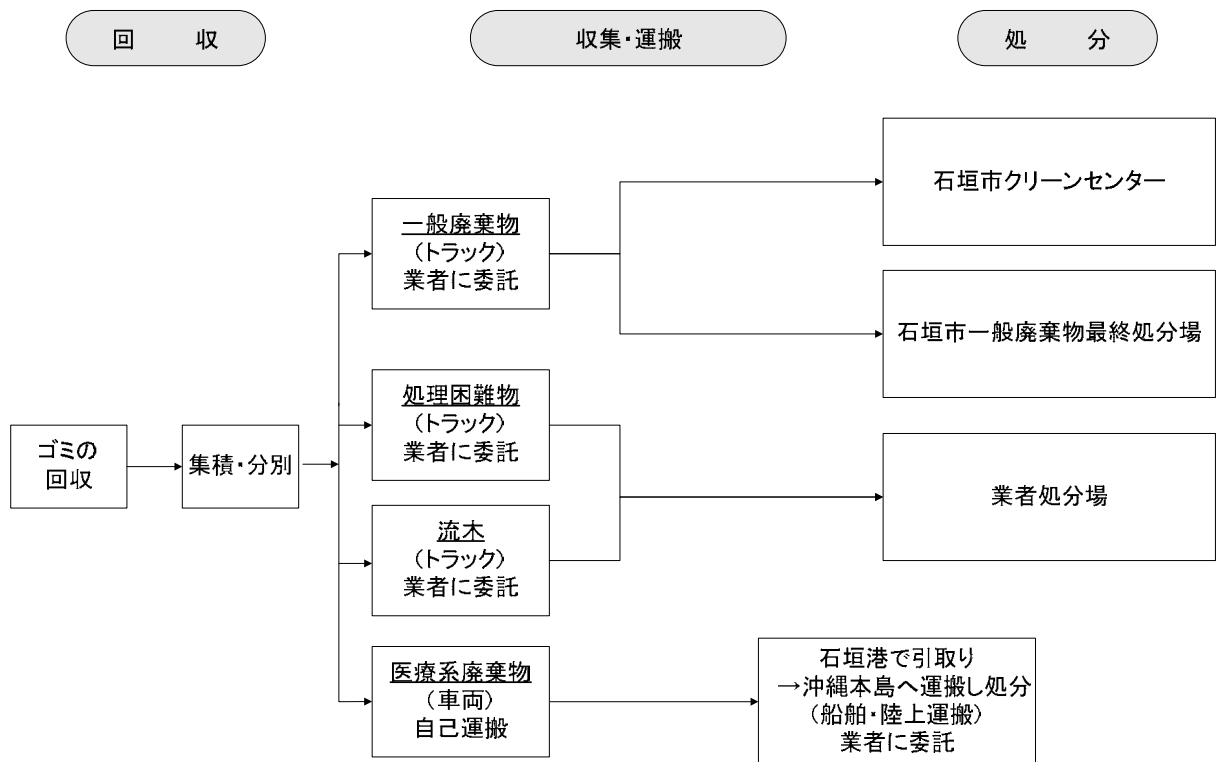 回　収
収集・運搬
処　分
ゴミの
回収
集積・分別
一般廃棄物
（トラック）
業者に委託
処理困難物
（トラック）
業者に委託
流木
（トラック）
業者に委託
医療系廃棄物
（車両）
自己運搬
石垣市クリーンセンター
石垣市一般廃棄物最終処分場
業者処分場
石垣港で引取り
→沖縄本島へ運搬し処分
（船舶・陸上運搬）
業者に委託